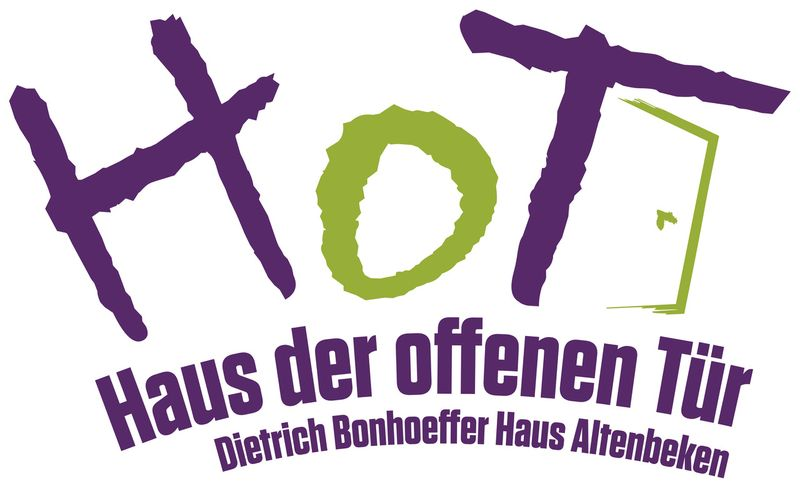 HoT
Haus der offenen Tür
Dietrich Bonhoeffer Haus Altenbeken